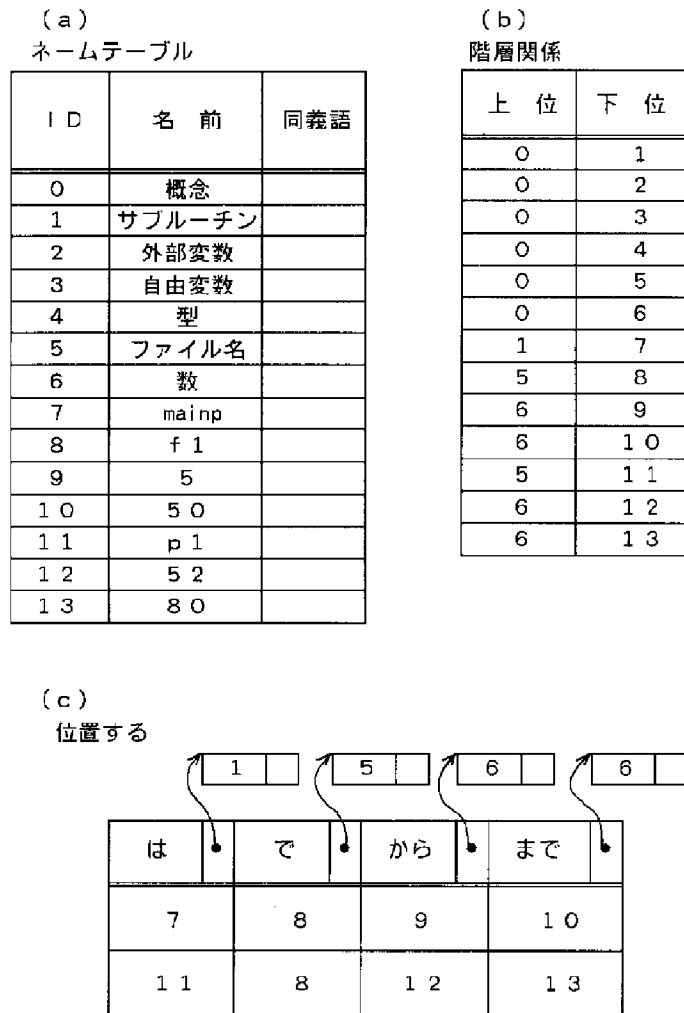 (a)
ネームテーブル
ID 名前 同義語
0 概念
1 サブルーチン
2 外部変数
3 自由変数
4 型
5 ファイル名
6 数
7 mainp
8 f1
9 5
10 50
11 p1
12 52
13 80
(b)
階層関係
上位 下位
0 1
0 2
0 3
0 4
0 5
0 6
1 7
5 8
6 9
6 10
5 11
6 12
6 13
(c)
位置する
1 5 6 6
は で から まで
7 8 9 10
11 8 12 13